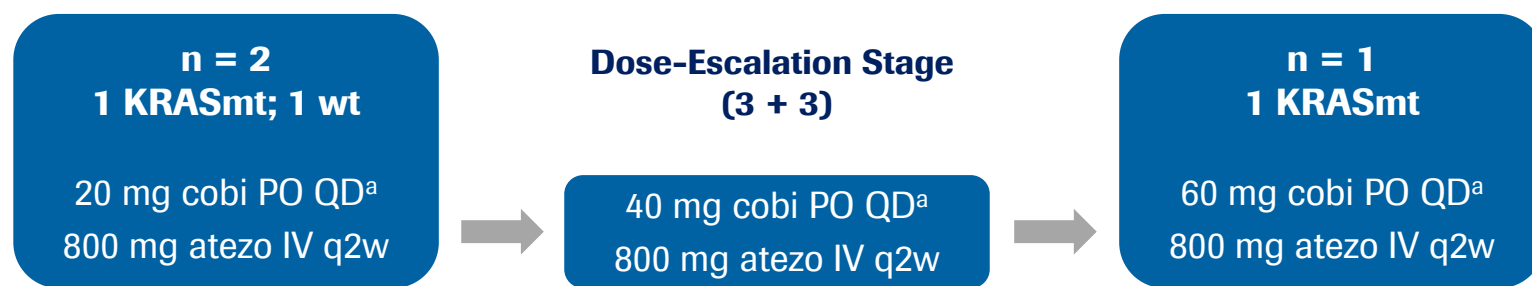 n = 2
1 KRASmt; 1 wt
20 mg cobi PO QDᵃ
800 mg atezo IV q2w
Dose-Escalation Stage
(3 + 3)
40 mg cobi PO QDᵃ
800 mg atezo IV q2w
n = 1
1 KRASmt
60 mg cobi PO QDᵃ
800 mg atezo IV q2w